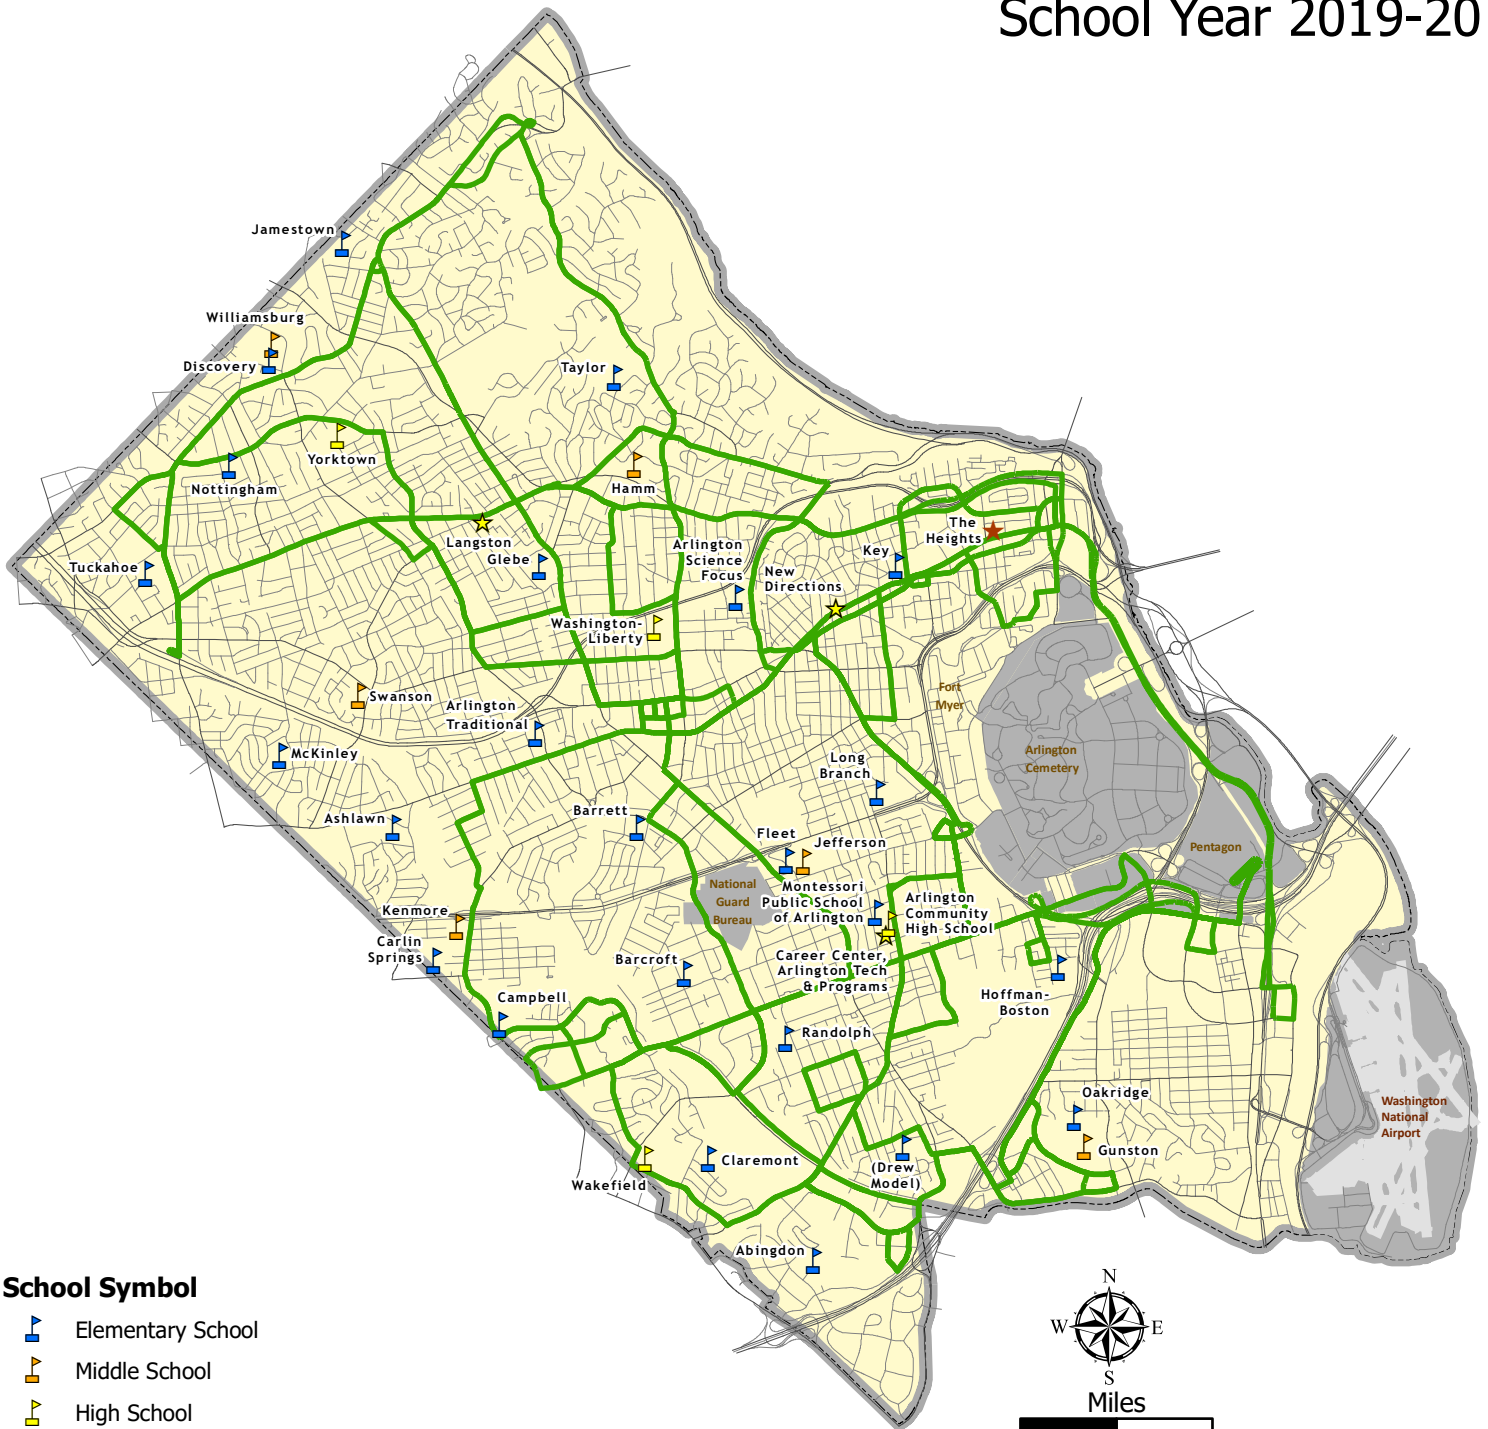 School Year 2019-20
Jamestown
Williamsburg
Discovery
Taylor
Yorktown
Nottingham
Hamm
Langston
Glebe
Tuckahoe
Arlington
Science
Focus
New
Directions
Key
The
Heights
Washington-
Liberty
Swanson
Arlington
Traditional
McKinley
Fort
Myer
Arlington
Cemetery
Long
Branch
Ashlawn
Barrett
Fleet
Jefferson
Pentagon
National
Guard
Bureau
Montessori
Public School
of Arlington
Arlington
Community
High School
Kenmore
Carlin
Springs
Barcroft
Career Center,
Arlington Tech
& Programs
Campbell
Hoffman-
Boston
Randolph
Oakridge
Washington
National
Airport
Gunston
Claremont
(Drew
Model)
Wakefield
Abingdon
School Symbol
Elementary School
Middle School
High School
N
W
E
S
Miles